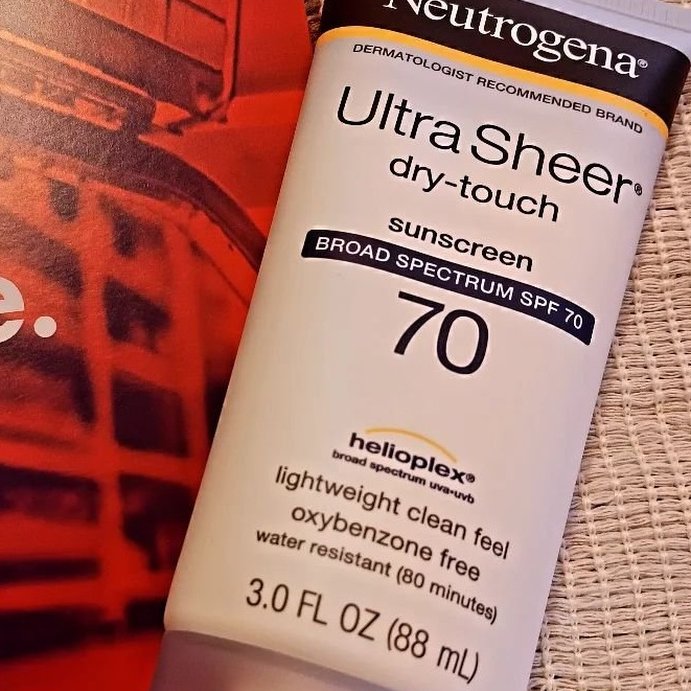 Neutrogena®
DERMATOLOGIST RECOMMENDED BRAND
Ultra Sheer®
dry-touch
sunscreen
BROAD SPECTRUM SPF 70
70
helioplex®
broad spectrum uva•uvb
lightweight clean feel
oxybenzone free
water resistant (80 minutes)
3.0 FL OZ (88 mL)
e.